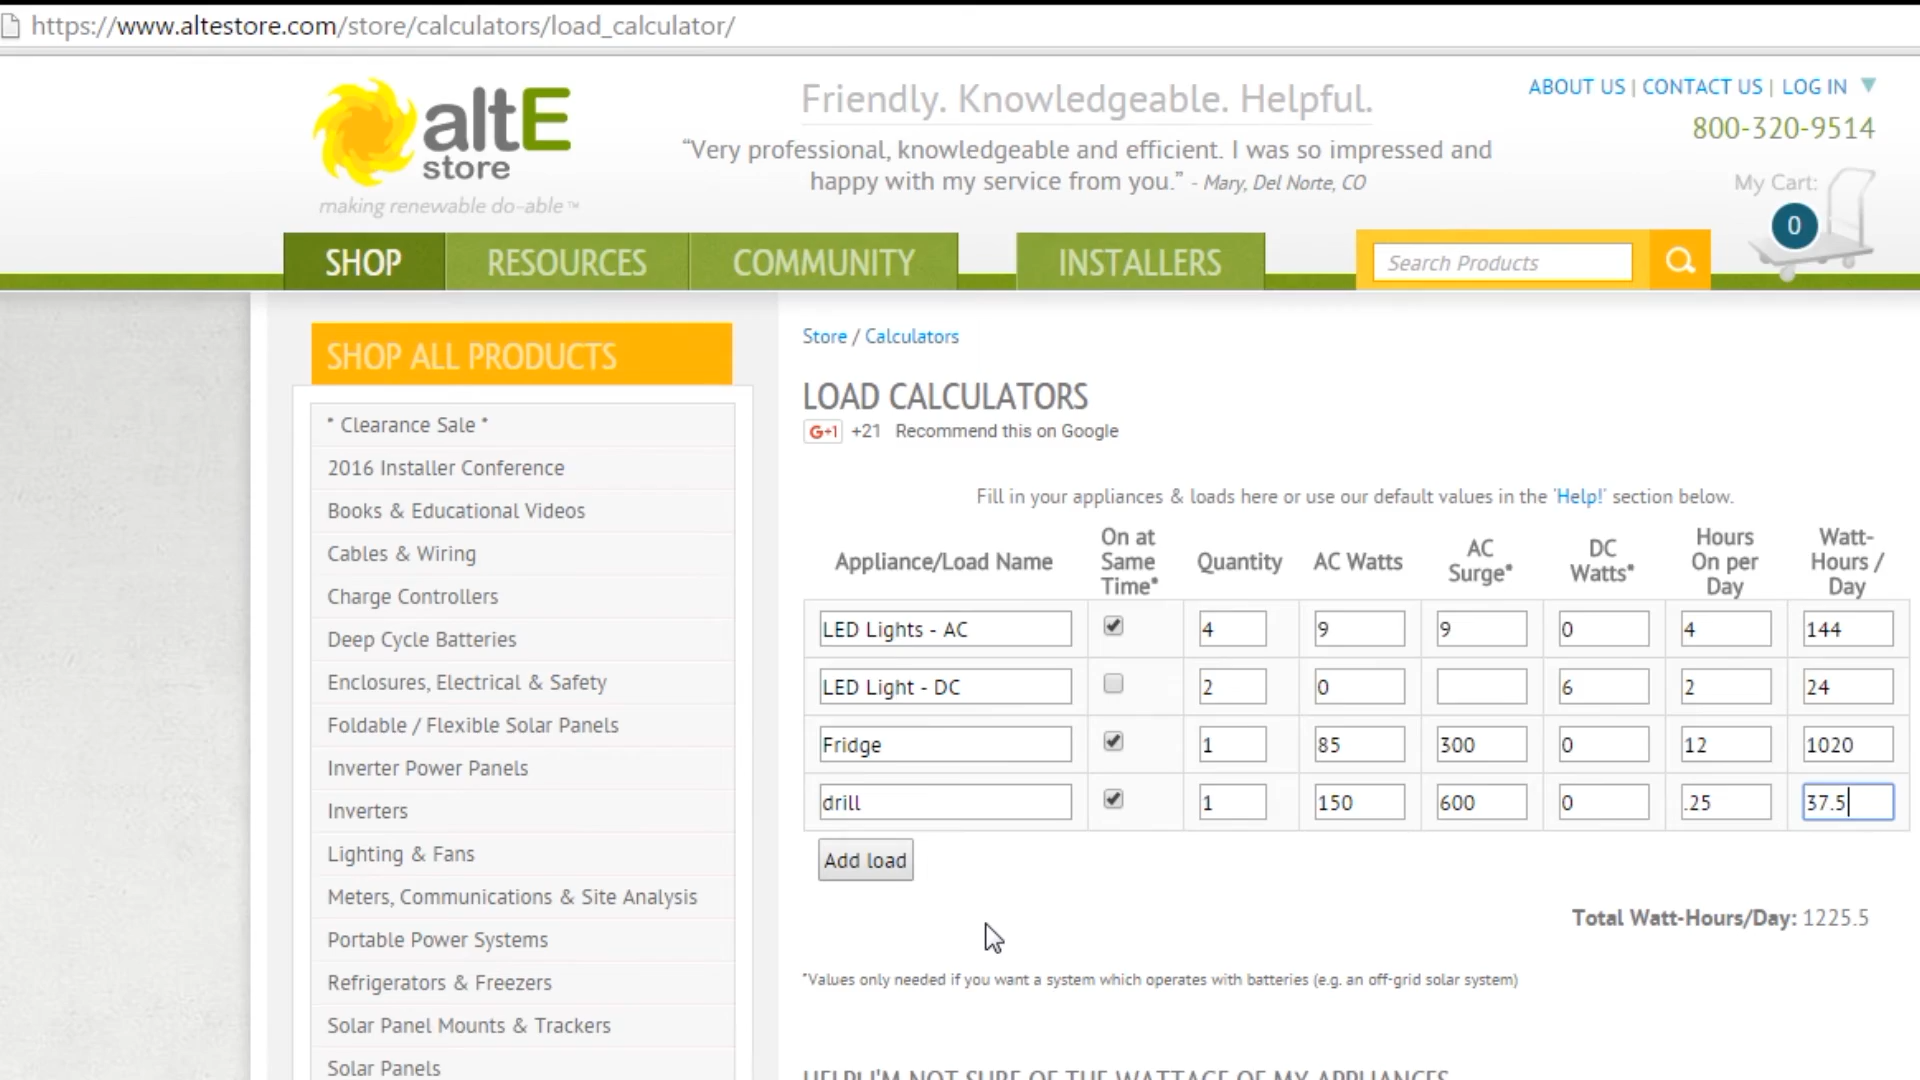 https://www.altestore.com/store/calculators/load_calculator/
altE
store
making renewable do-able™
Friendly. Knowledgeable. Helpful.
“Very professional, knowledgeable and efficient. I was so impressed and
happy with my service from you.” - Mary, Del Norte, CO
ABOUT US | CONTACT US | LOG IN
800-320-9514
My Cart:
0
SHOP
RESOURCES
COMMUNITY
INSTALLERS
Search Products
SHOP ALL PRODUCTS
* Clearance Sale *
2016 Installer Conference
Books & Educational Videos
Cables & Wiring
Charge Controllers
Deep Cycle Batteries
Enclosures, Electrical & Safety
Foldable / Flexible Solar Panels
Inverter Power Panels
Inverters
Lighting & Fans
Meters, Communications & Site Analysis
Portable Power Systems
Refrigerators & Freezers
Solar Panel Mounts & Trackers
Solar Panels
Store / Calculators
LOAD CALCULATORS
G+1 +21 Recommend this on Google
Fill in your appliances & loads here or use our default values in the 'Help!' section below.
Appliance/Load Name On at Same Time* Quantity AC Watts AC Surge* DC Watts* Hours On per Day Watt-Hours / Day
LED Lights - AC 4 9 9 0 4 144
LED Light - DC 2 0 6 2 24
Fridge 1 85 300 0 12 1020
drill 1 150 600 0 .25 37.5
Add load
Total Watt-Hours/Day: 1225.5
*Values only needed if you want a system which operates with batteries (e.g. an off-grid solar system)
HELP! I'M NOT SURE OF THE WATTAGE OF MY APPLIANCES